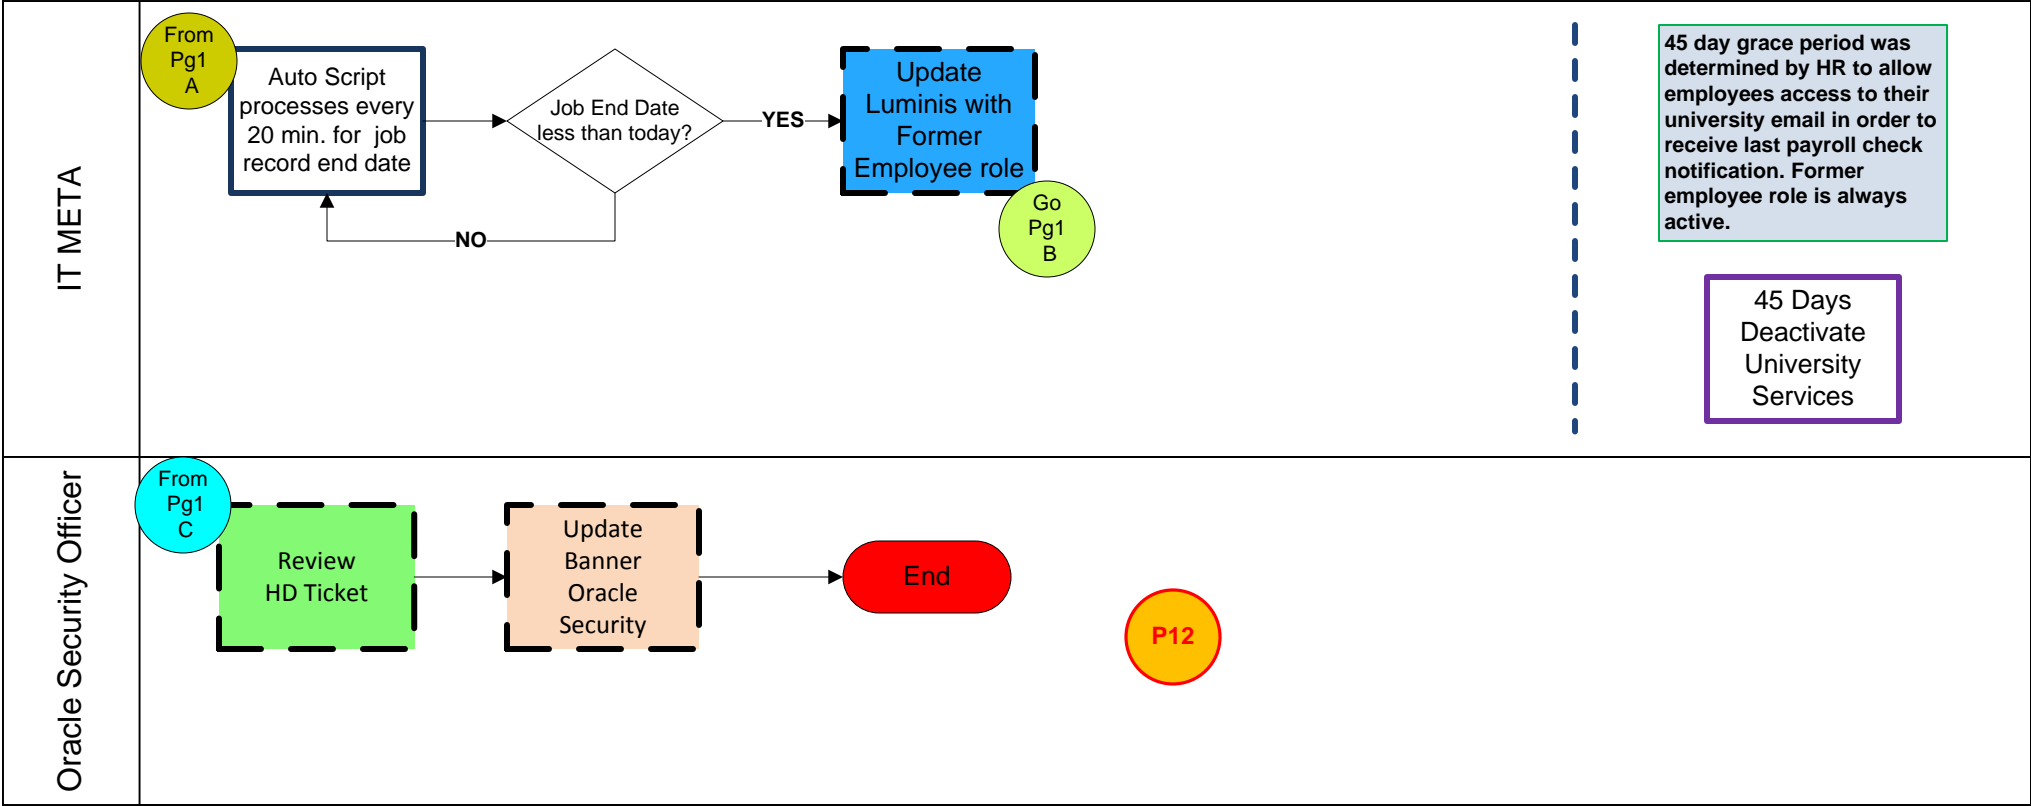 IT META
From
Pg1
A
Auto Script
processes every
20 min. for job
record end date
Job End Date
less than today?
YES
NO
Update
Luminis with
Former
Employee role
Go
Pg1
B
45 day grace period was
determined by HR to allow
employees access to their
university email in order to
receive last payroll check
notification. Former
employee role is always
active.
45 Days
Deactivate
University
Services
Oracle Security Officer
From
Pg1
C
Review
HD Ticket
Update
Banner
Oracle
Security
End
P12